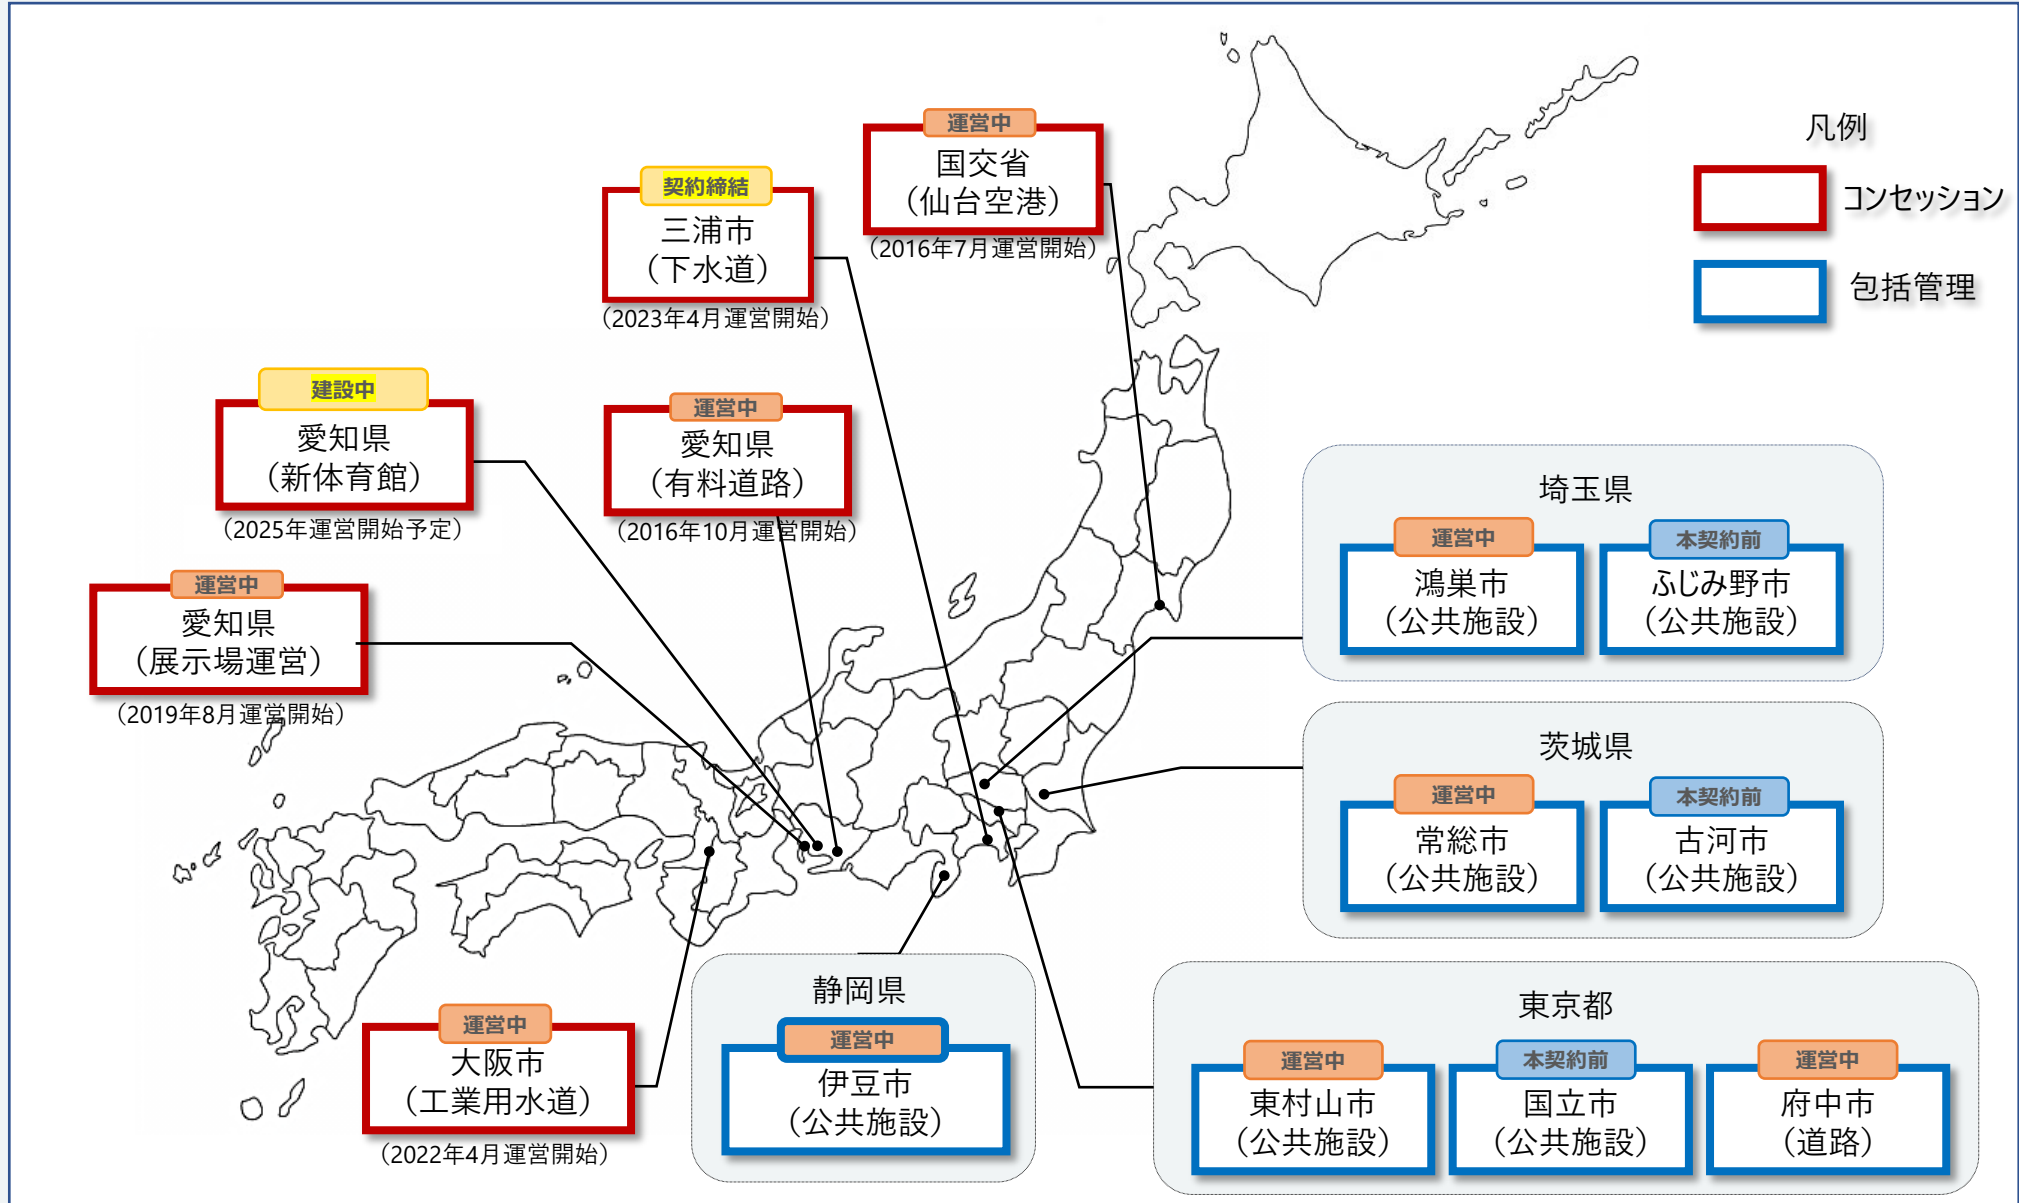 運営中
国交省
（仙台空港）
（2016年7月運営開始）
凡例
コンセッション
包括管理
契約締結
三浦市
（下水道）
（2023年4月運営開始）
建設中
愛知県
（新体育館）
（2025年運営開始予定）
運営中
愛知県
（有料道路）
（2016年10月運営開始）
運営中
愛知県
（展示場運営）
（2019年8月運営開始）
埼玉県
運営中
鴻巣市
（公共施設）
本契約前
ふじみ野市
（公共施設）
茨城県
運営中
常総市
（公共施設）
本契約前
古河市
（公共施設）
運営中
大阪市
（工業用水道）
（2022年4月運営開始）
静岡県
運営中
伊豆市
（公共施設）
東京都
運営中
東村山市
（公共施設）
本契約前
国立市
（公共施設）
運営中
府中市
（道路）